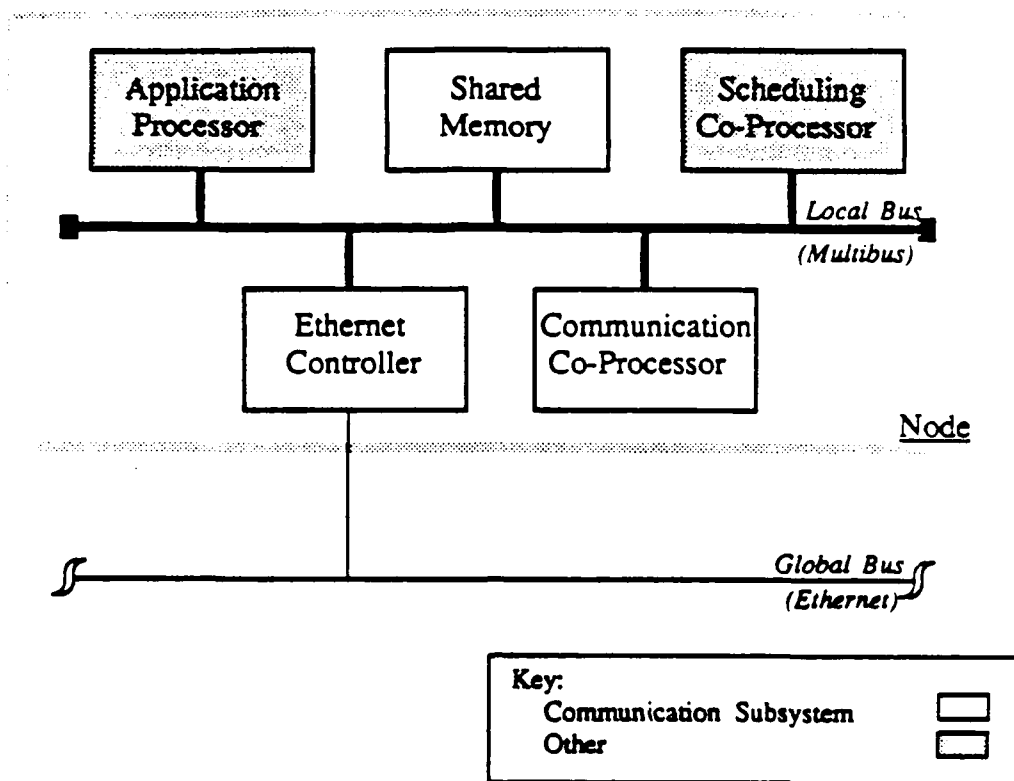 Application
Processor
Shared
Memory
Scheduling
Co-Processor
Local Bus
(Multibus)
Ethernet
Controller
Communication
Co-Processor
Node
Global Bus
(Ethernet)
Key:
Communication Subsystem
Other